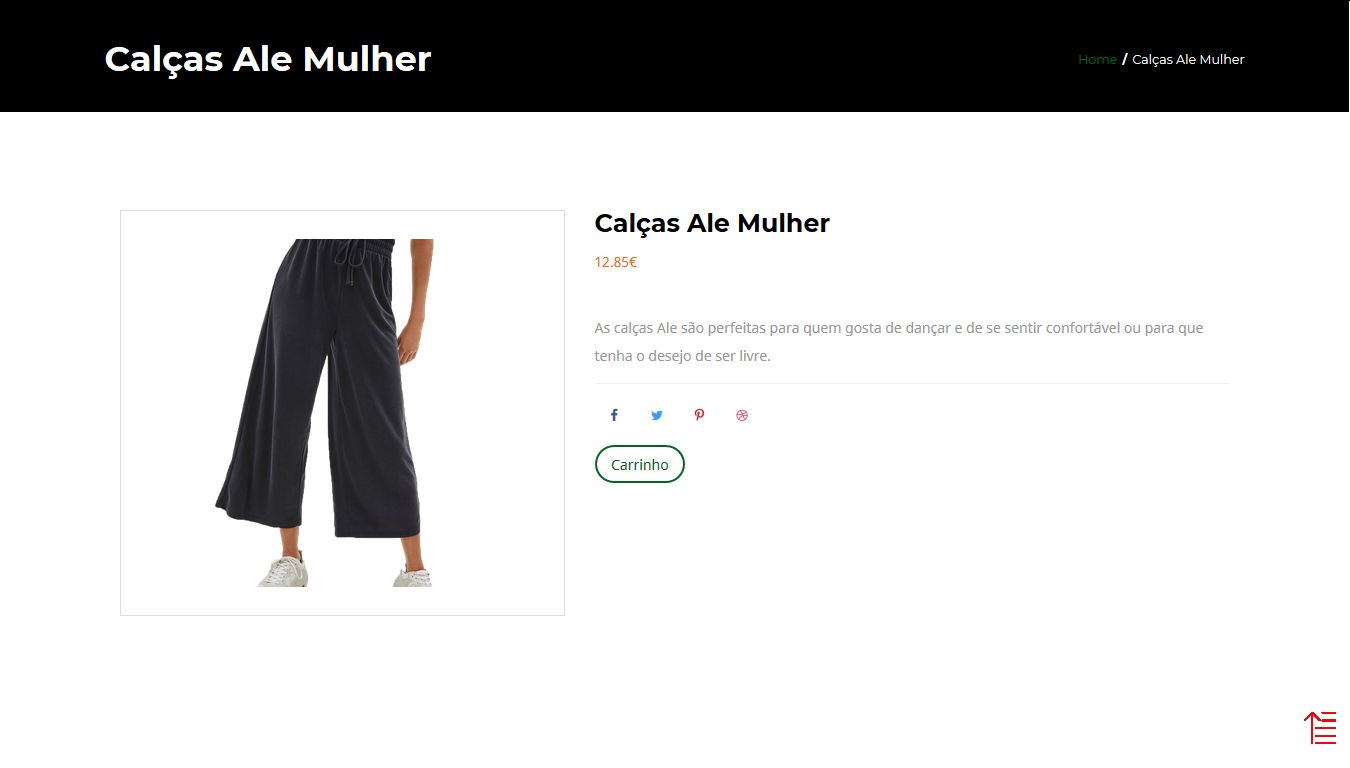 Calças Ale Mulher
Home / Calças Ale Mulher
Calças Ale Mulher
12.85€
As calças Ale são perfeitas para quem gosta de dançar e de se sentir confortável ou para que
tenha o desejo de ser livre.
Carrinho